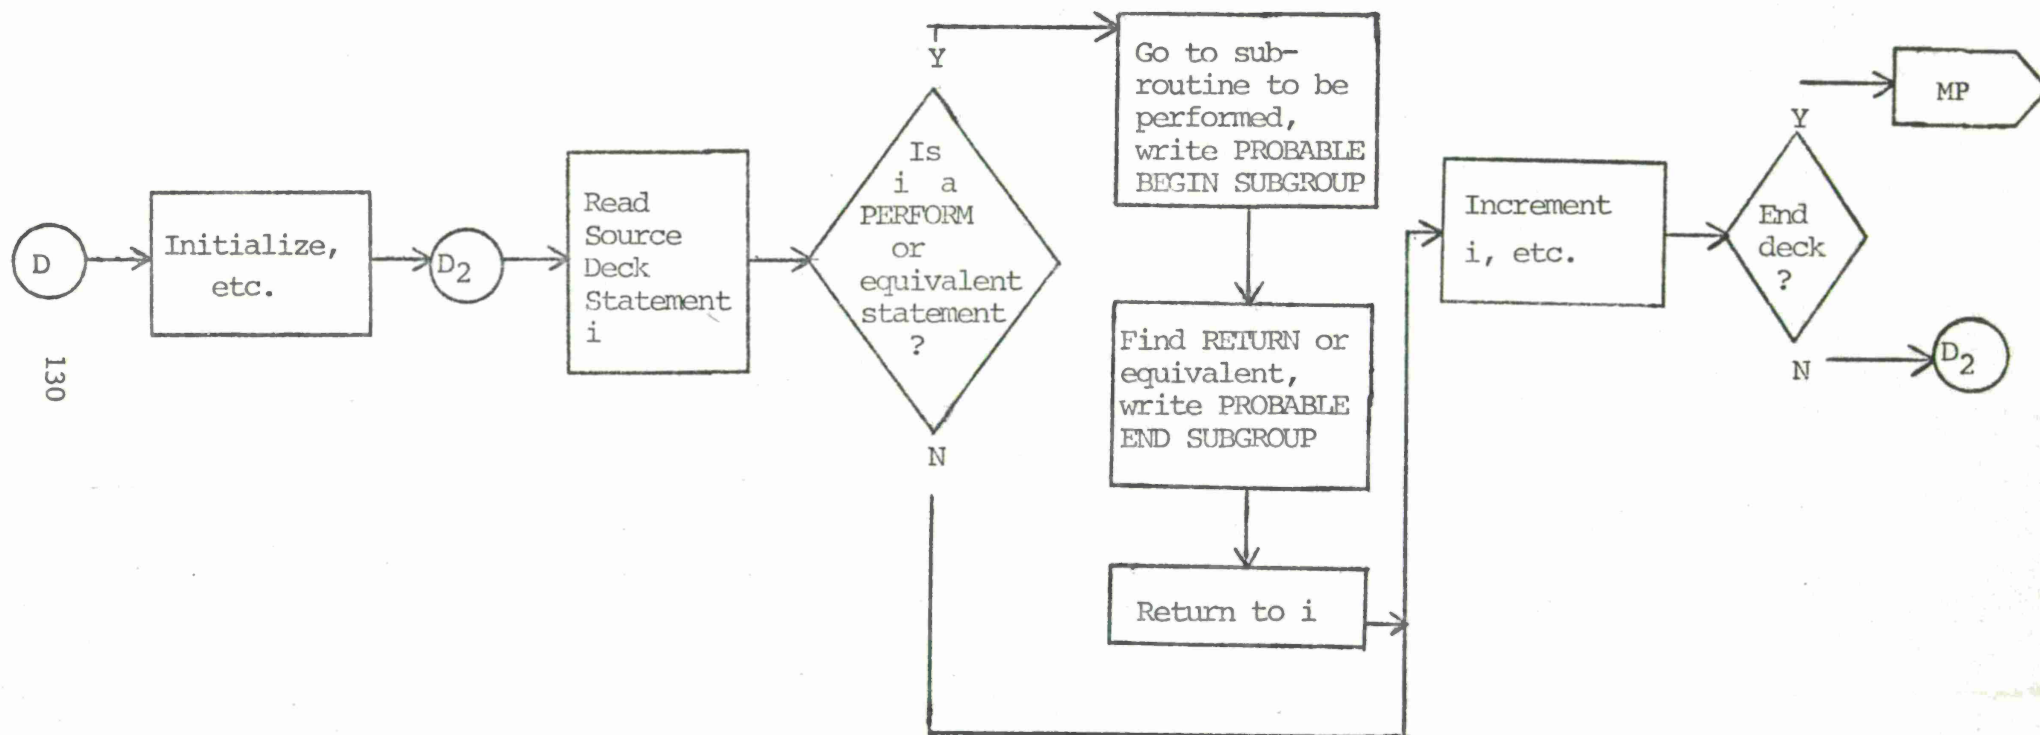 D
Initialize,
etc.
D2
Read
Source
Deck
Statement
i
Y
Is
i a
PERFORM
or
equivalent
statement
?
N
Go to sub-
routine to be
performed,
write PROBABLE
BEGIN SUBGROUP
Find RETURN or
equivalent,
write PROBABLE
END SUBGROUP
Return to i
Increment
i, etc.
Y
End
deck
?
N
MP
D2
130